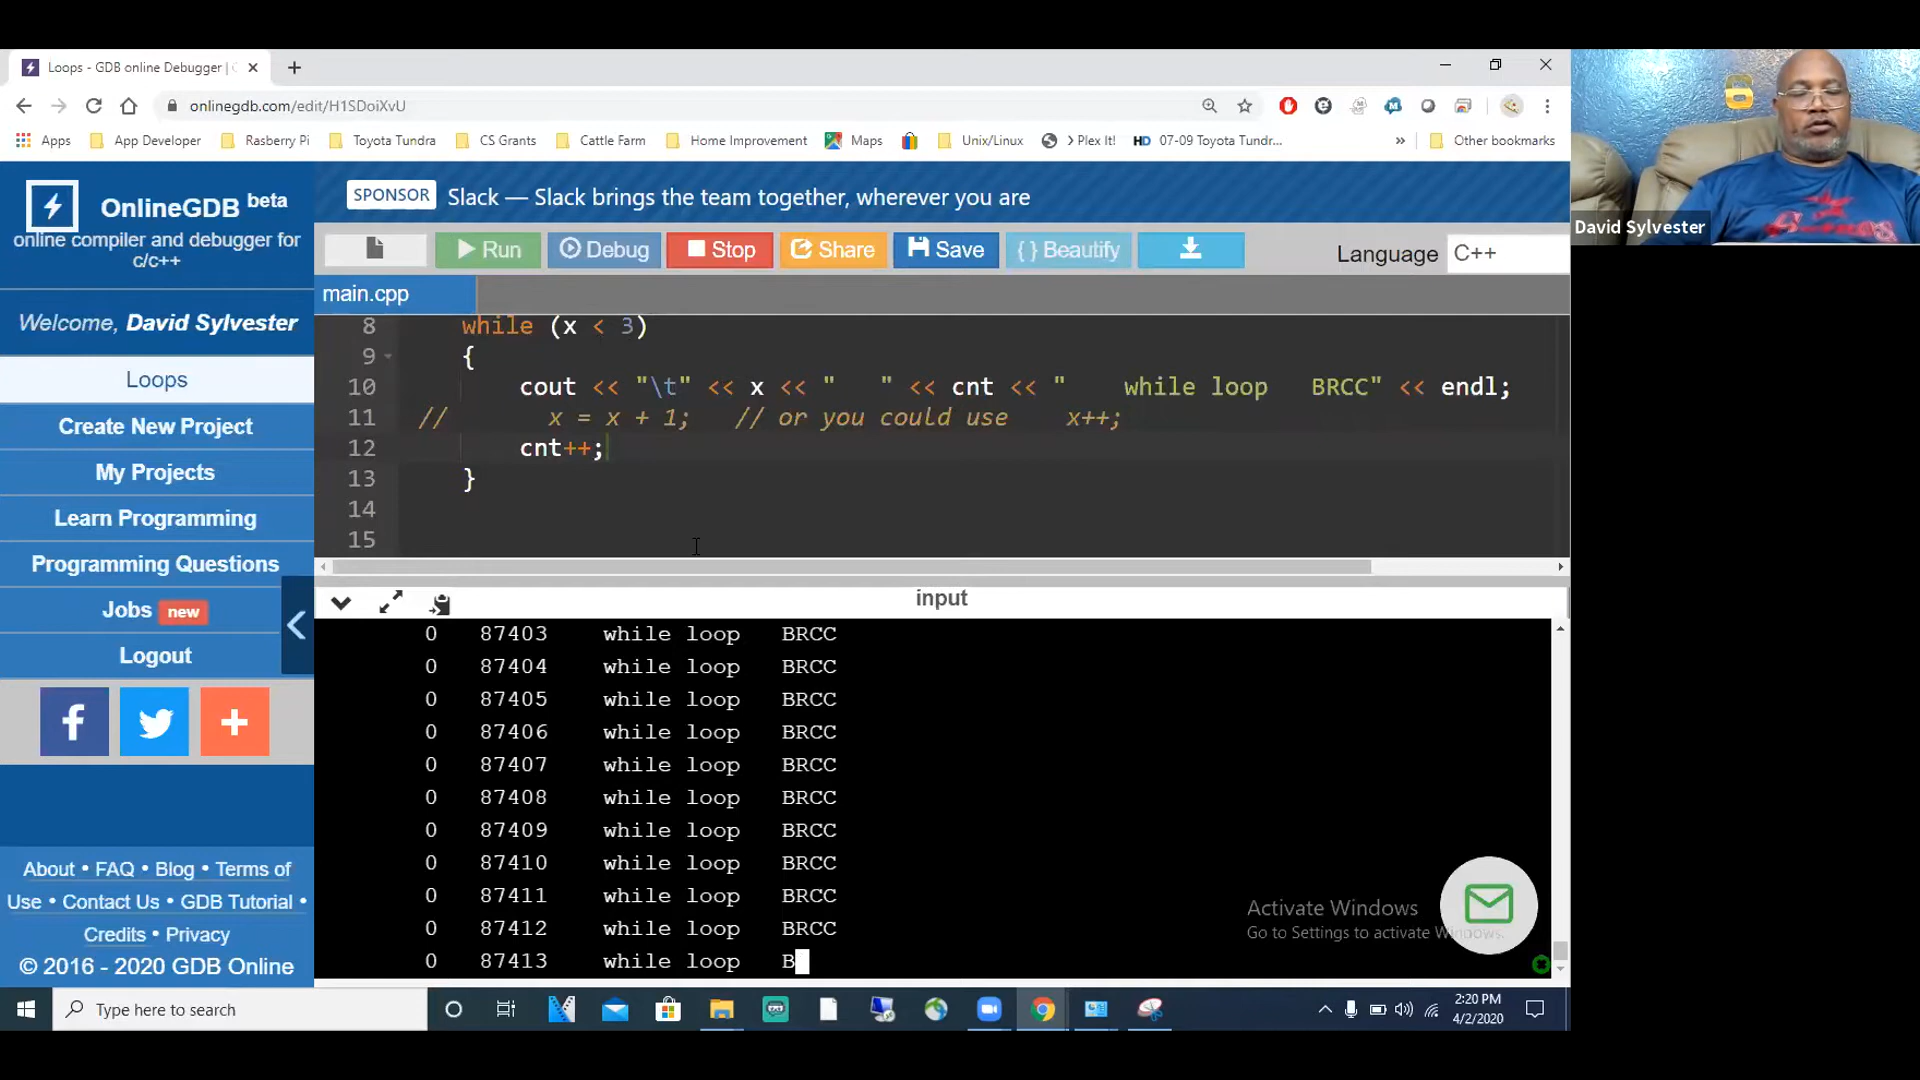 Loops - GDB online Debugger |
onlinegdb.com/edit/H1SDoiXvU
Apps App Developer Rasberry Pi Toyota Tundra CS Grants Cattle Farm Home Improvement Maps Unix/Linux > Plex It! HD 07-09 Toyota Tundr... » Other bookmarks
David Sylvester
OnlineGDB beta
online compiler and debugger for
c/c++
SPONSOR Slack — Slack brings the team together, wherever you are
Run Debug Stop Share Save { } Beautify Language C++
main.cpp
Welcome, David Sylvester
Loops
Create New Project
My Projects
Learn Programming
Programming Questions
Jobs new
Logout
About • FAQ • Blog • Terms of
Use • Contact Us • GDB Tutorial •
Credits • Privacy
© 2016 - 2020 GDB Online
8 while (x < 3)
9 {
10 cout << "\t" << x << "   " << cnt << "    while loop   BRCC" << endl;
11 //       x = x + 1;   // or you could use    x++;
12 cnt++;
13 }
14
15
input
0 87403 while loop BRCC
0 87404 while loop BRCC
0 87405 while loop BRCC
0 87406 while loop BRCC
0 87407 while loop BRCC
0 87408 while loop BRCC
0 87409 while loop BRCC
0 87410 while loop BRCC
0 87411 while loop BRCC
0 87412 while loop BRCC
0 87413 while loop B
Activate Windows
Go to Settings to activate Windows.
Type here to search
2:20 PM
4/2/2020